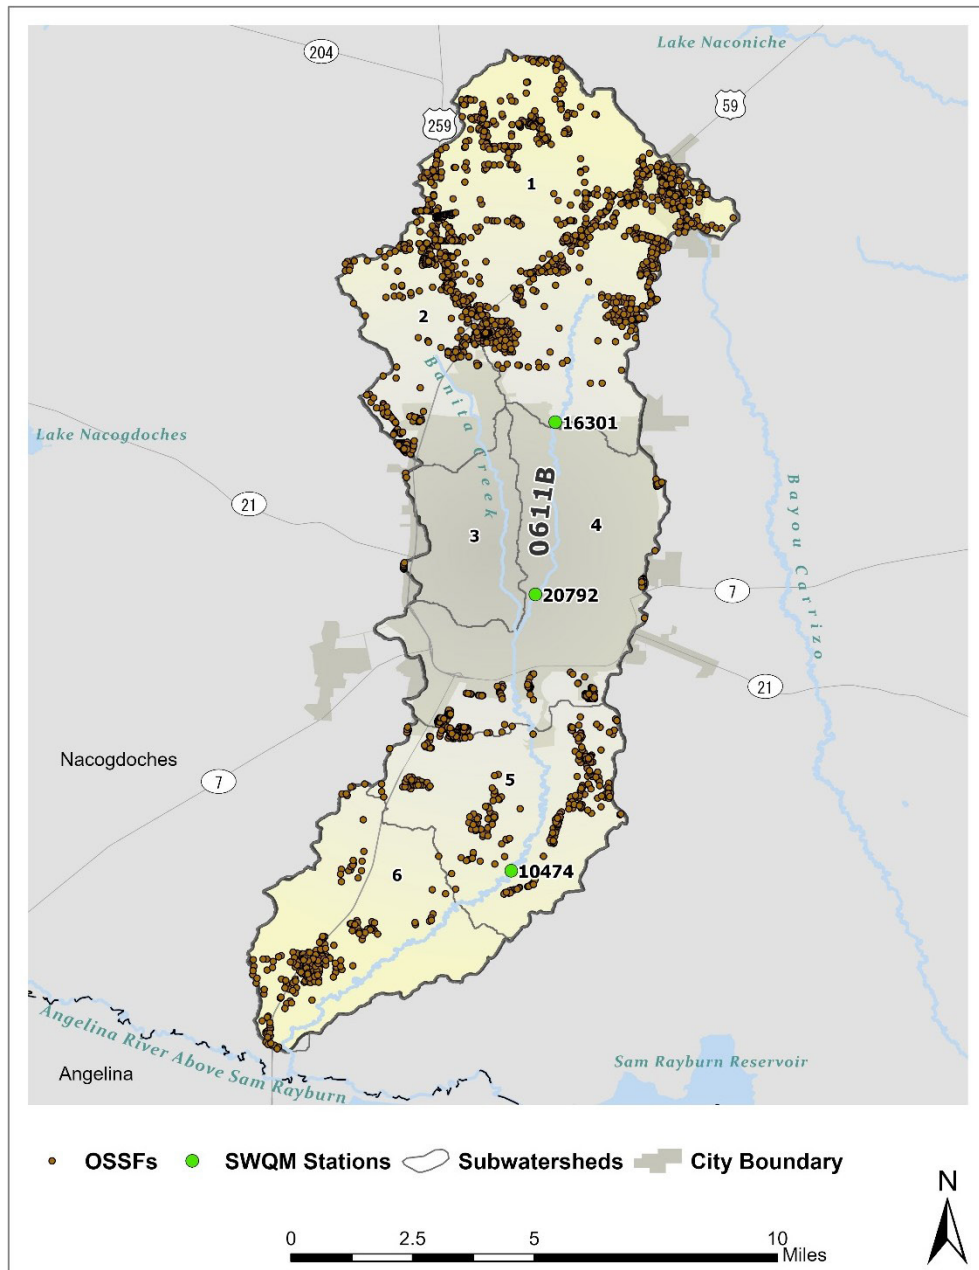 204
Lake Naconiche
259
59
1
2
Banita Creek
16301
Lake Nacogdoches
21
0611B
3
4
Bayou Carrizo
20792
7
21
Nacogdoches
7
5
10474
6
Angelina River Above Sam Rayburn
Angelina
Sam Rayburn Reservoir
OSSFs
SWQM Stations
Subwatersheds
City Boundary
N
0 2.5 5 10
Miles